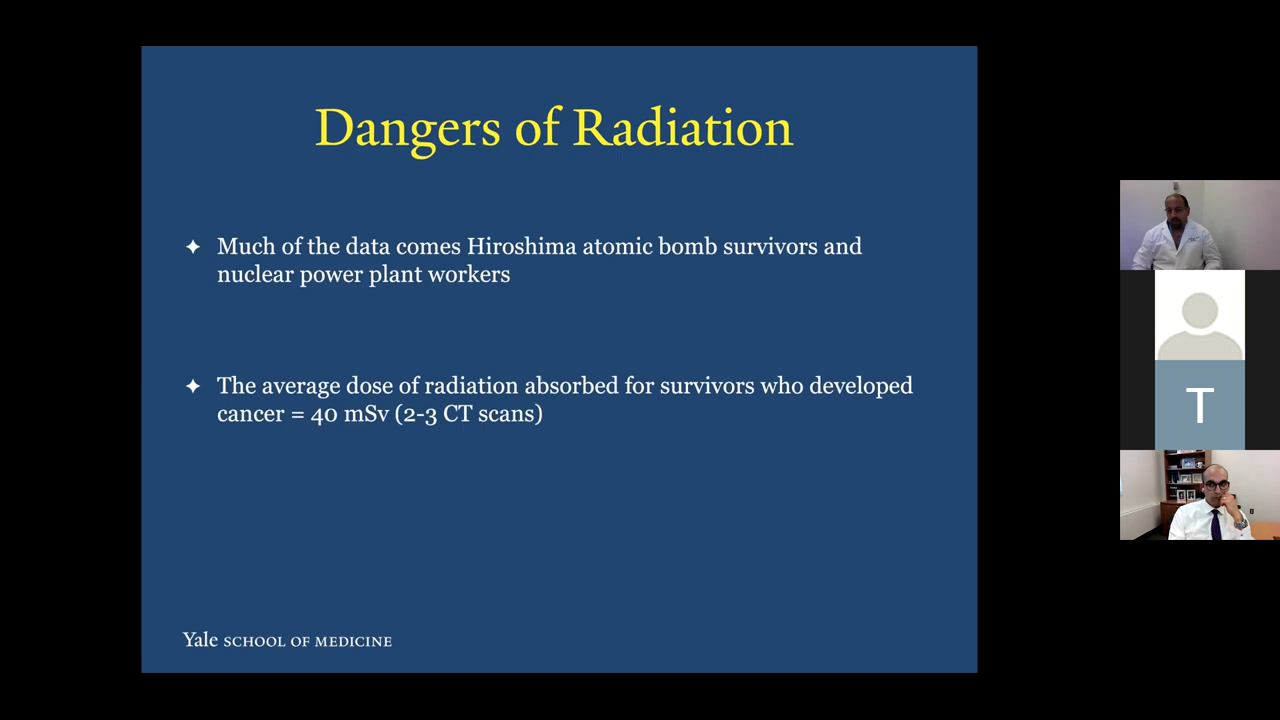 Dangers of Radiation
✦ Much of the data comes Hiroshima atomic bomb survivors and
nuclear power plant workers
✦ The average dose of radiation absorbed for survivors who developed
cancer = 40 mSv (2-3 CT scans)
Yale SCHOOL OF MEDICINE
T